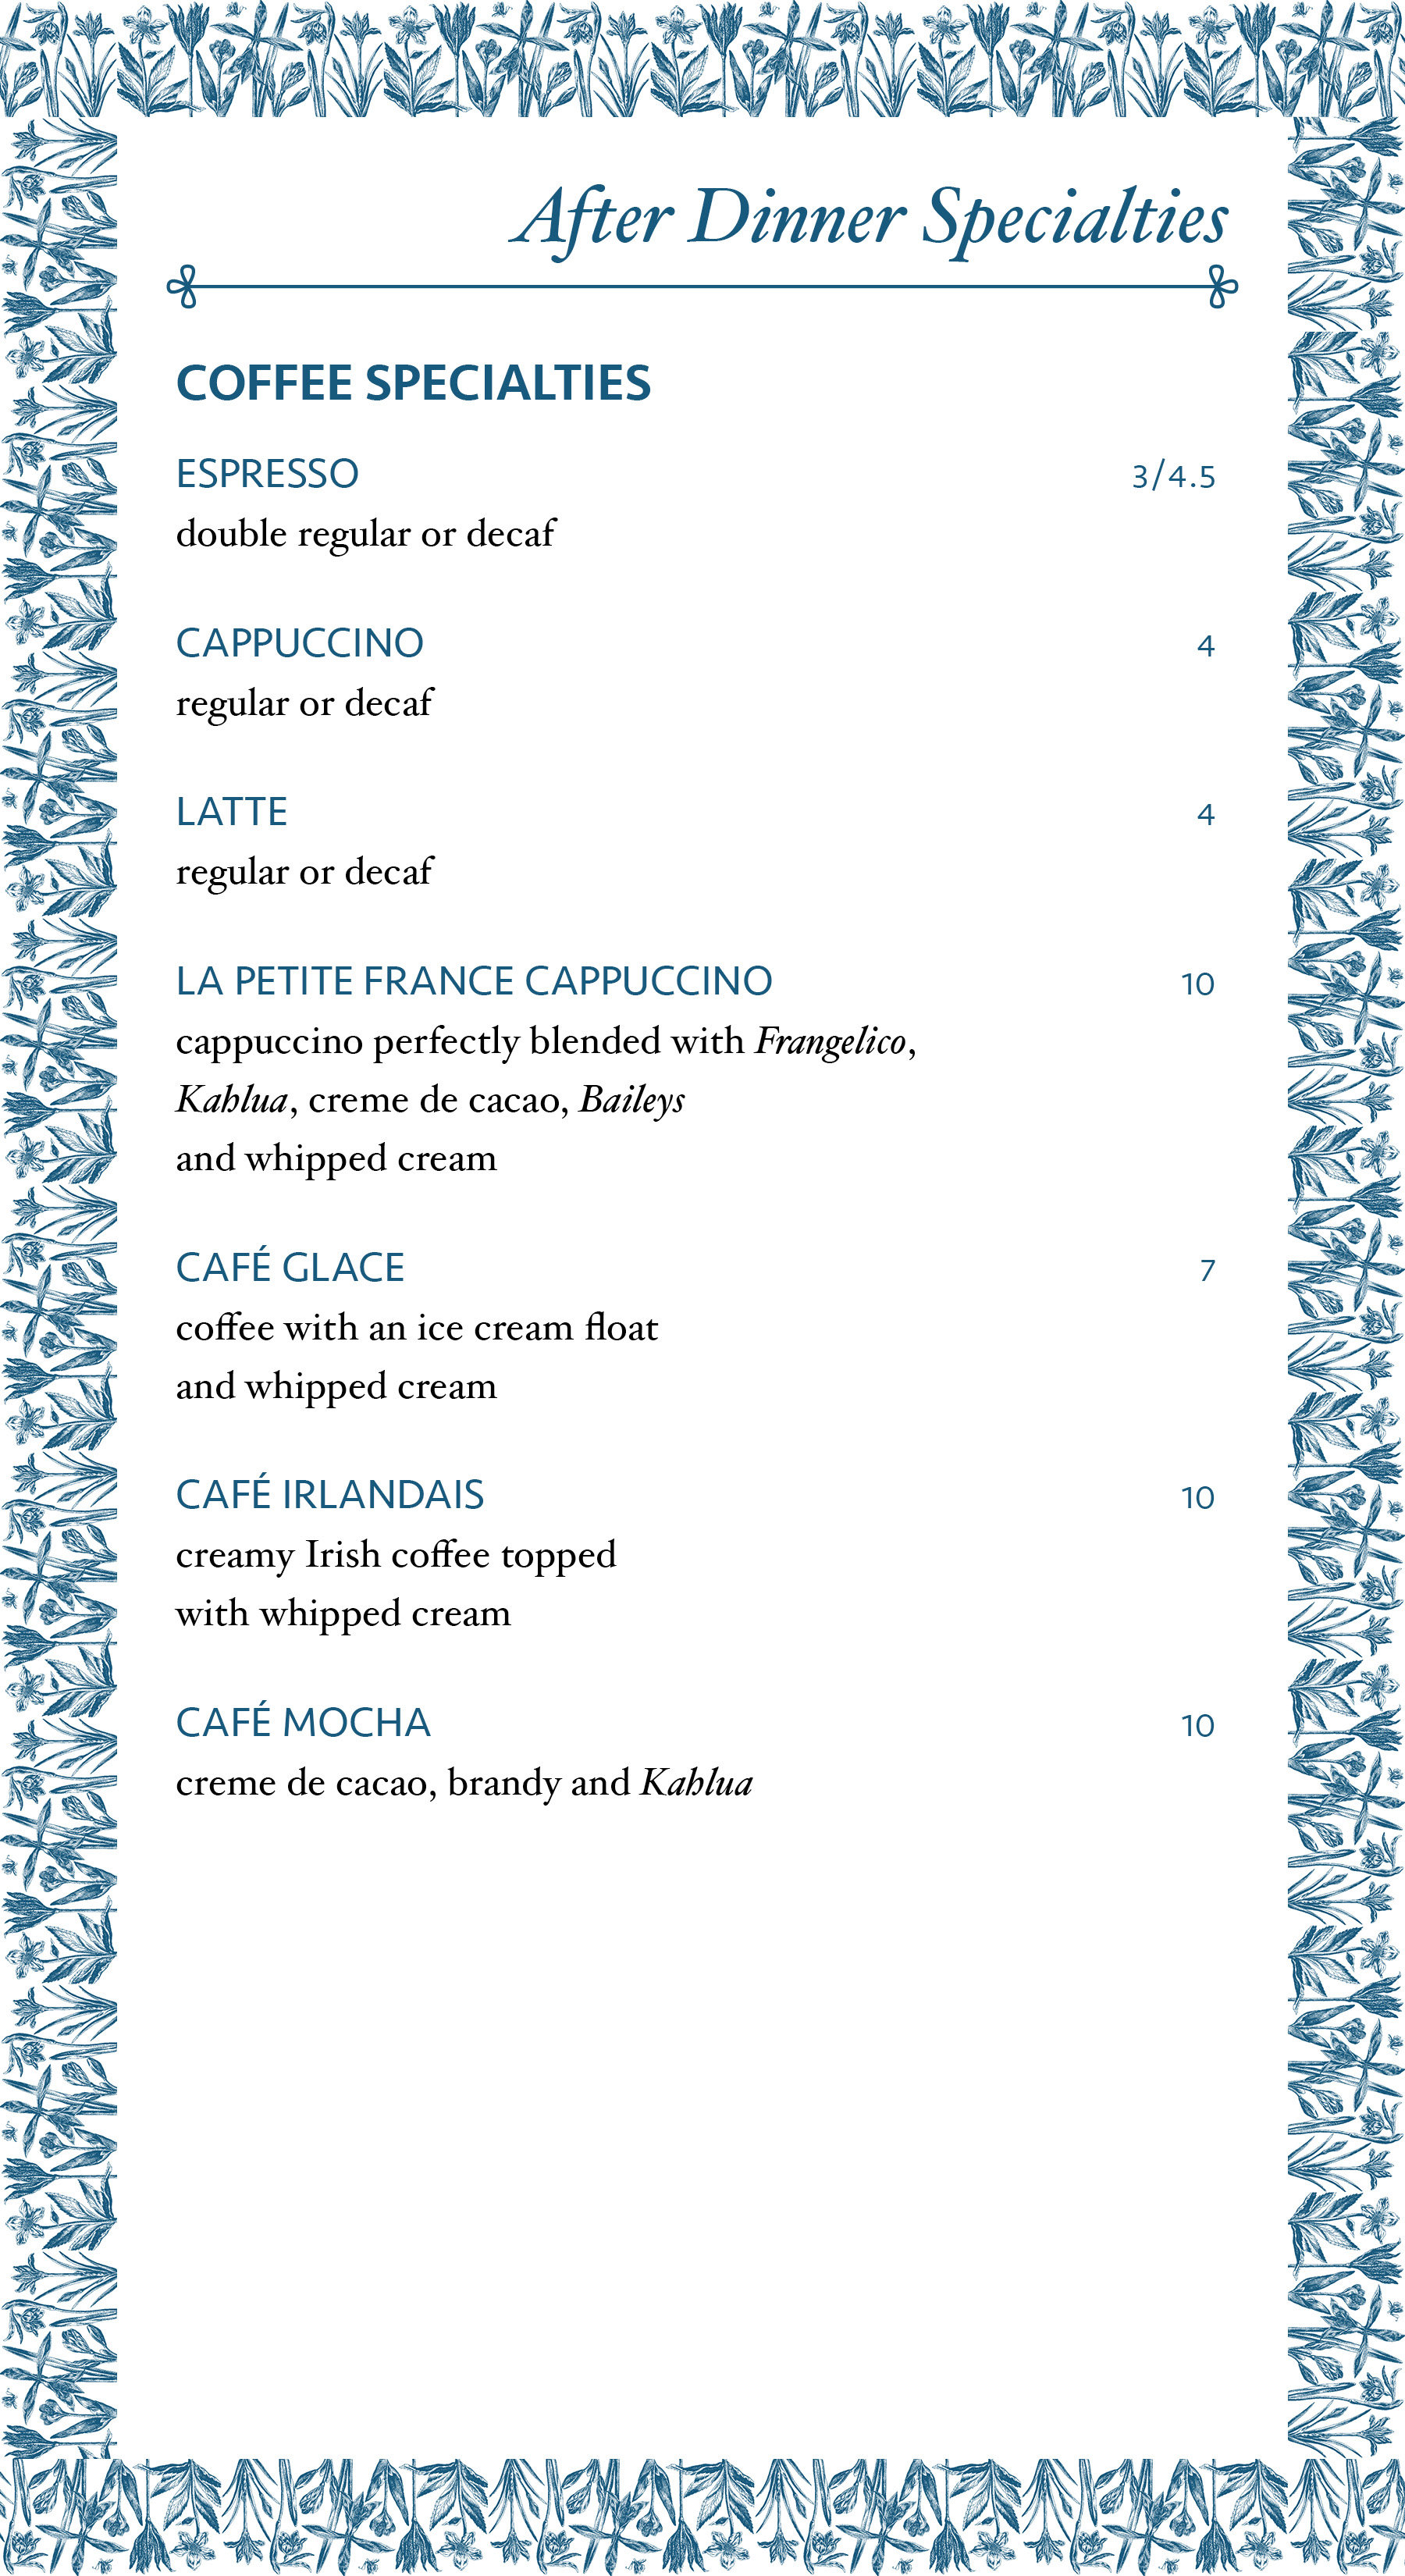 After Dinner Specialties
COFFEE SPECIALTIES
ESPRESSO 3/4.5
double regular or decaf
CAPPUCCINO 4
regular or decaf
LATTE 4
regular or decaf
LA PETITE FRANCE CAPPUCCINO 10
cappuccino perfectly blended with Frangelico,
Kahlua, creme de cacao, Baileys
and whipped cream
CAFÉ GLACE 7
coffee with an ice cream float
and whipped cream
CAFÉ IRLANDAIS 10
creamy Irish coffee topped
with whipped cream
CAFÉ MOCHA 10
creme de cacao, brandy and Kahlua